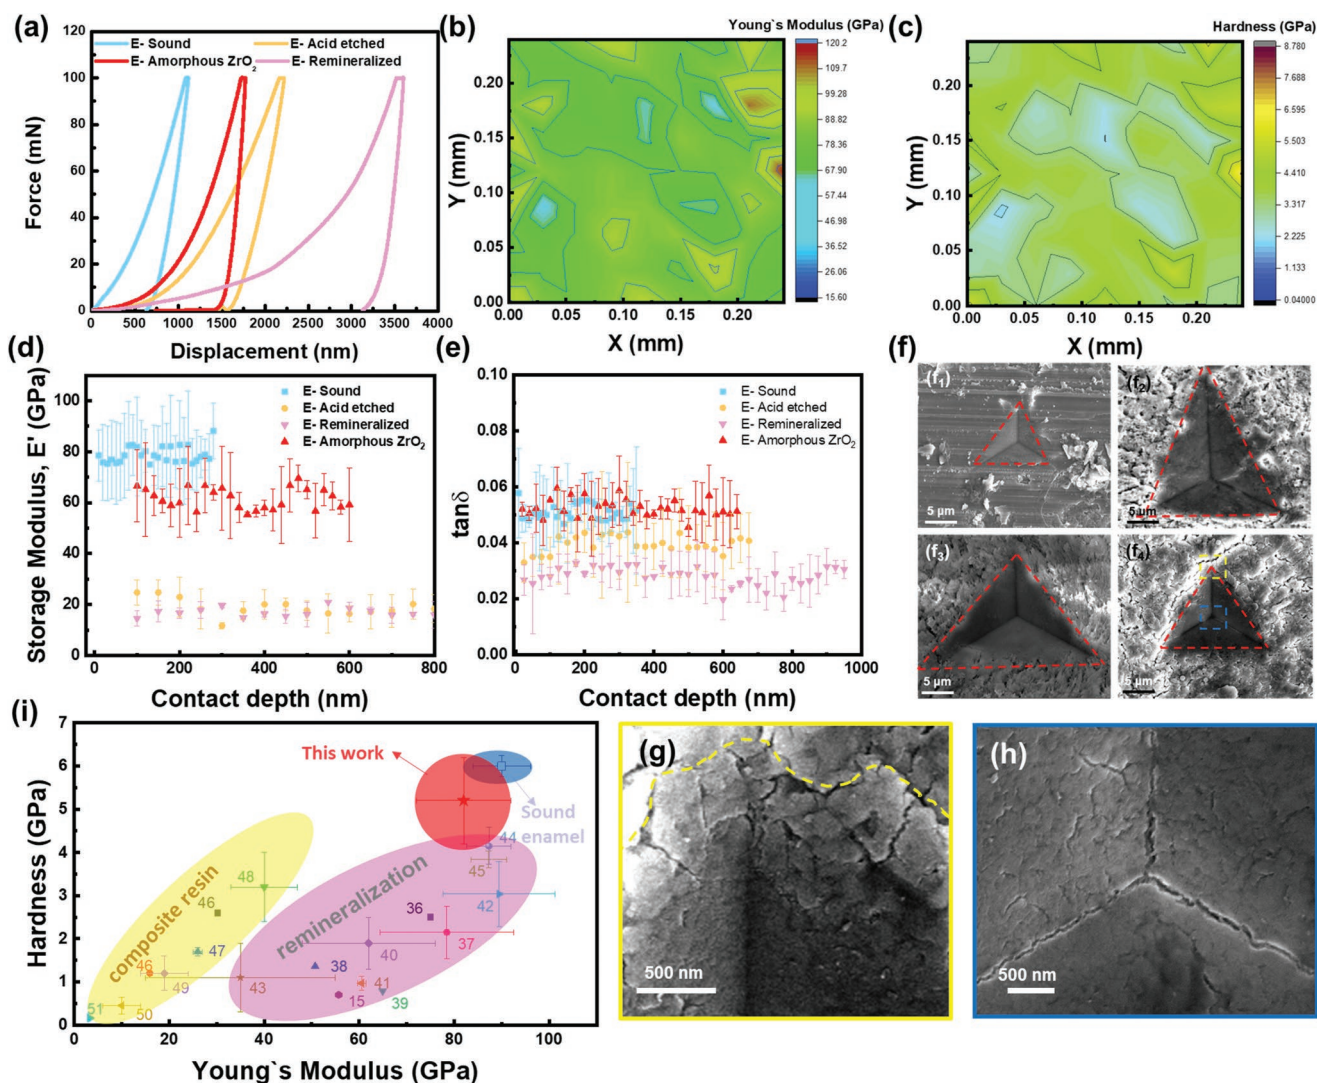 (a)
Force (mN)
120
100
80
60
40
20
0
E- Sound
E- Acid etched
E- Amorphous ZrO2
E- Remineralized
0 500 1000 1500 2000 2500 3000 3500 4000
Displacement (nm)
(b)
Young`s Modulus (GPa)
Y (mm)
0.20
0.15
0.10
0.05
0.00
0.00 0.05 0.10 0.15 0.20
X (mm)
120.2
109.7
99.28
88.82
78.36
67.90
57.44
46.98
36.52
26.06
15.60
(c)
Hardness (GPa)
Y (mm)
0.20
0.15
0.10
0.05
0.00
0.00 0.05 0.10 0.15 0.20
X (mm)
8.780
7.688
6.595
5.503
4.410
3.317
2.225
1.133
0.04000
(d)
Storage Modulus, E' (GPa)
100
80
60
40
20
0
E- Sound
E- Acid etched
E- Remineralized
E- Amorphous ZrO2
0 200 400 600 800
Contact depth (nm)
(e)
tanδ
0.10
0.08
0.06
0.04
0.02
0.00
E- Sound
E- Acid etched
E- Remineralized
E- Amorphous ZrO2
0 200 400 600 800 1000
Contact depth (nm)
(f)
(f1)
5 µm
(f2)
5 µm
(f3)
5 µm
(f4)
5 µm
(i)
Hardness (GPa)
7
6
5
4
3
2
1
0
This work
Sound
enamel
composite resin
remineralization
44
45
48
42
46
36
37
40
47
38
46
49
43
41
15
39
51
50
0 20 40 60 80 100
Young`s Modulus (GPa)
(g)
500 nm
(h)
500 nm